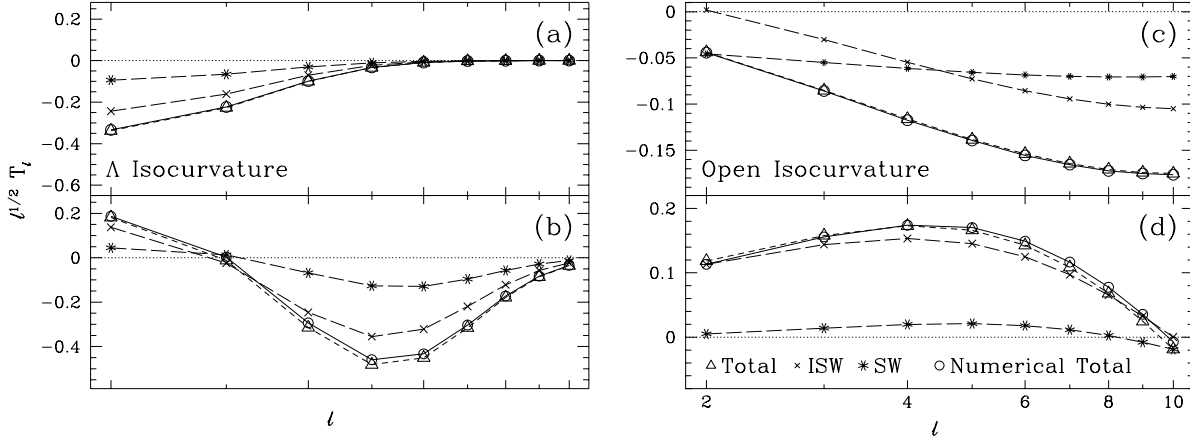 0.2
0
-0.2
-0.4
-0.6
(a)
Λ Isocurvature
0.2
0
-0.2
-0.4
(b)
l^{1/2} T_l
l
0
-0.05
-0.1
-0.15
(c)
Open Isocurvature
0.2
0.1
0
(d)
Total ISW SW Numerical Total
2 4 6 8 10
l